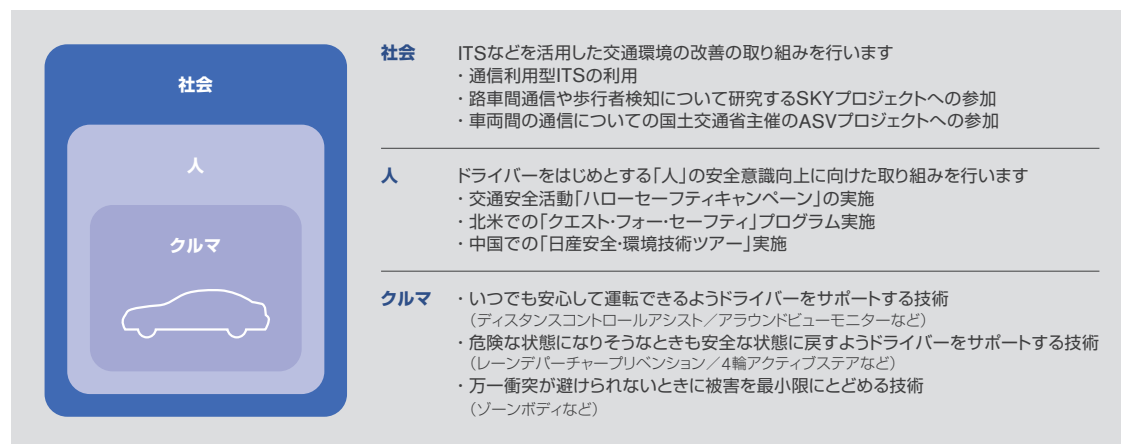 社会
人
クルマ
社会 ITSなどを活用した交通環境の改善の取り組みを行います
・通信利用型ITSの利用
・路車間通信や歩行者検知について研究するSKYプロジェクトへの参加
・車両間の通信についての国土交通省主催のASVプロジェクトへの参加
人 ドライバーをはじめとする「人」の安全意識向上に向けた取り組みを行います
・交通安全活動「ハローセーフティキャンペーン」の実施
・北米での「クエスト・フォー・セーフティ」プログラム実施
・中国での「日産安全・環境技術ツアー」実施
クルマ ・いつでも安心して運転できるようドライバーをサポートする技術
（ディスタンスコントロールアシスト／アラウンドビューモニターなど）
・危険な状態になりそうなときも安全な状態に戻すようドライバーをサポートする技術
（レーンデパーチャープリベンション／4輪アクティブステアなど）
・万一衝突が避けられないときに被害を最小限にとどめる技術
（ゾーンボディなど）